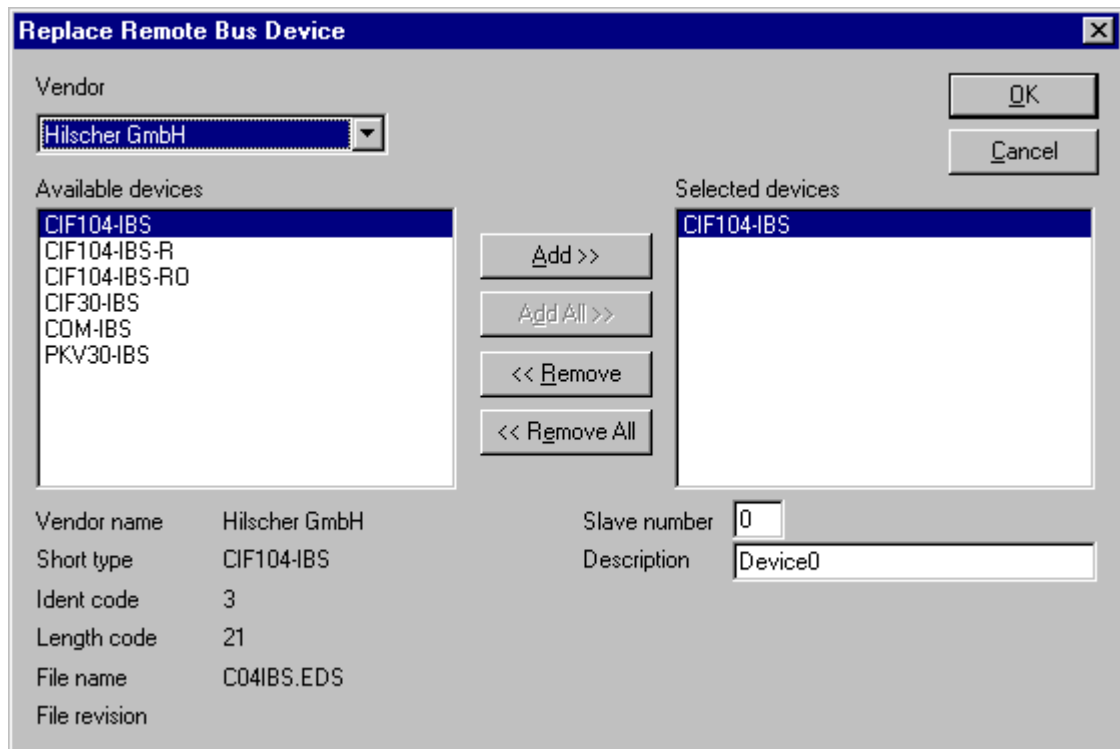 Replace Remote Bus Device
Vendor
Hilscher GmbH
OK
Cancel
Available devices
CIF104-IBS
CIF104-IBS-R
CIF104-IBS-RO
CIF30-IBS
COM-IBS
PKV30-IBS
Add >>
Add All >>
<< Remove
<< Remove All
Selected devices
CIF104-IBS
Vendor name Hilscher GmbH
Short type CIF104-IBS
Ident code 3
Length code 21
File name C04IBS.EDS
File revision
Slave number 0
Description Device0